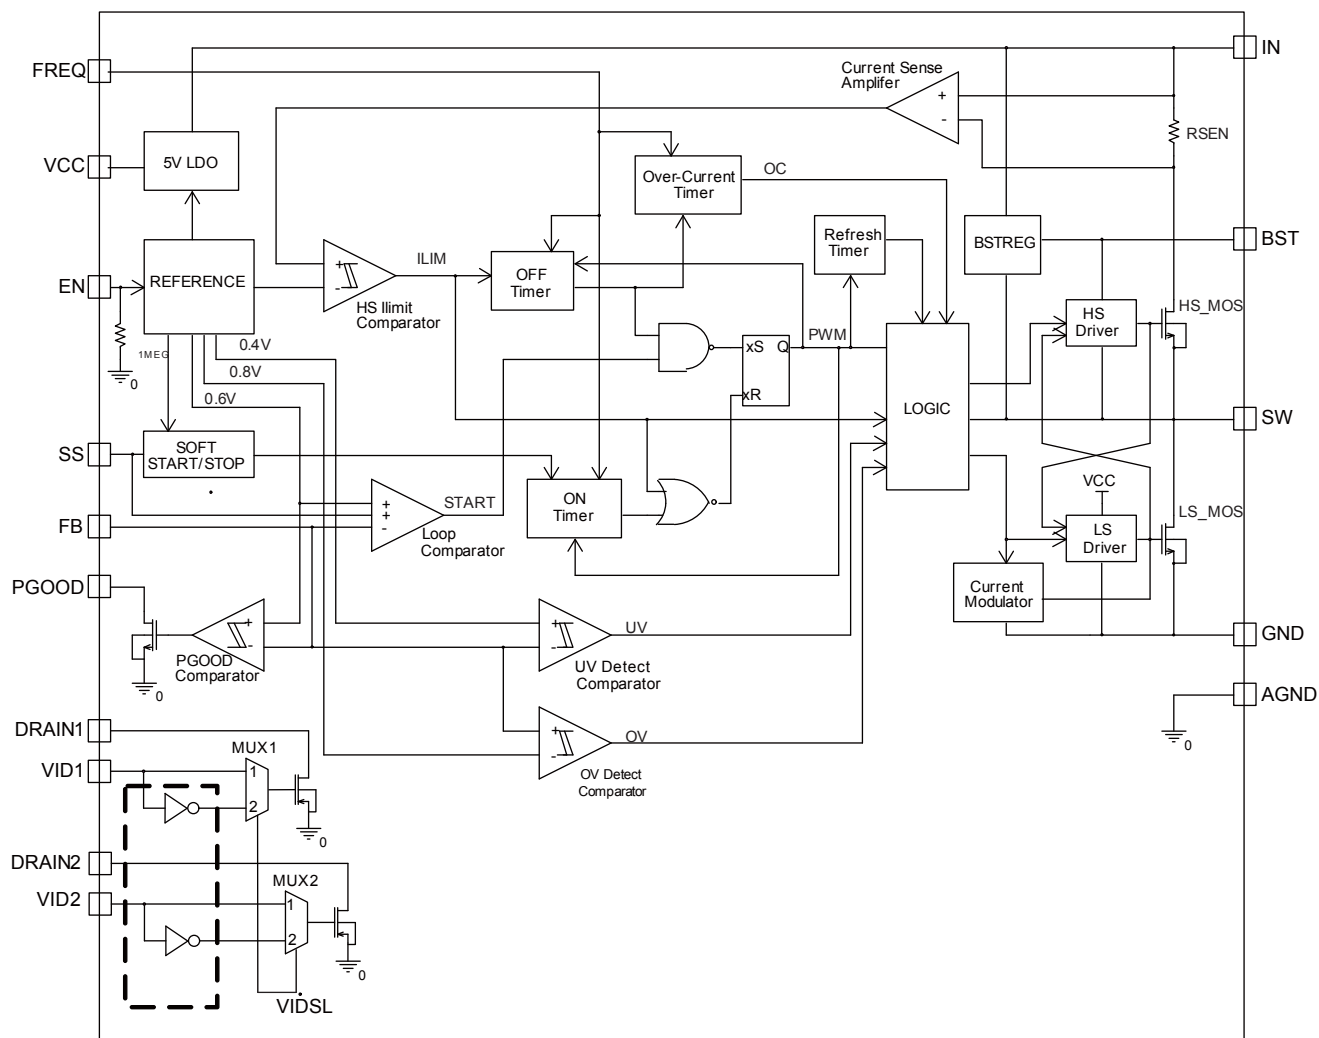 IN
FREQ
Current Sense
Amplifer
+
-
RSEN
VCC
5V LDO
Over-Current
Timer
OC
Refresh
Timer
BSTREG
BST
EN
REFERENCE
+
-
ILIM
HS Ilimit
Comparator
OFF
Timer
HS
Driver
HS_MOS
1MEG
0
0.4V
0.8V
0.6V
PWM
xS
Q
xR
LOGIC
SW
SS
SOFT
START/STOP
.
+
+
-
START
Loop
Comparator
ON
Timer
VCC
LS
Driver
LS_MOS
FB
PGOOD
0
+
-
PGOOD
Comparator
+
-
UV
UV Detect
Comparator
Current
Modulator
GND
AGND
0
+
-
OV
OV Detect
Comparator
DRAIN1
VID1
MUX1
1
2
0
DRAIN2
VID2
MUX2
1
2
0
VIDSL